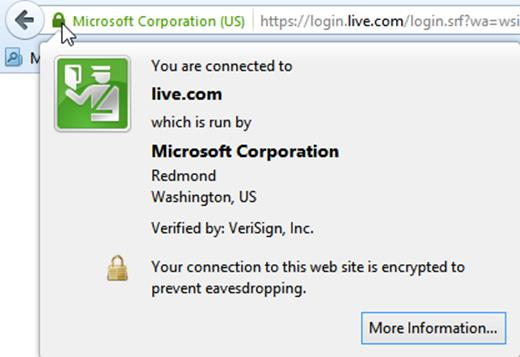 Microsoft Corporation (US) https://login.live.com/login.srf?wa=wsi
M
You are connected to
live.com
which is run by
Microsoft Corporation
Redmond
Washington, US
Verified by: VeriSign, Inc.
Your connection to this web site is encrypted to
prevent eavesdropping.
More Information...